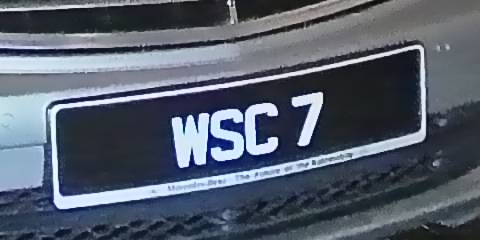 WSC 7
Mercedes-Benz - The Future of the Automobile